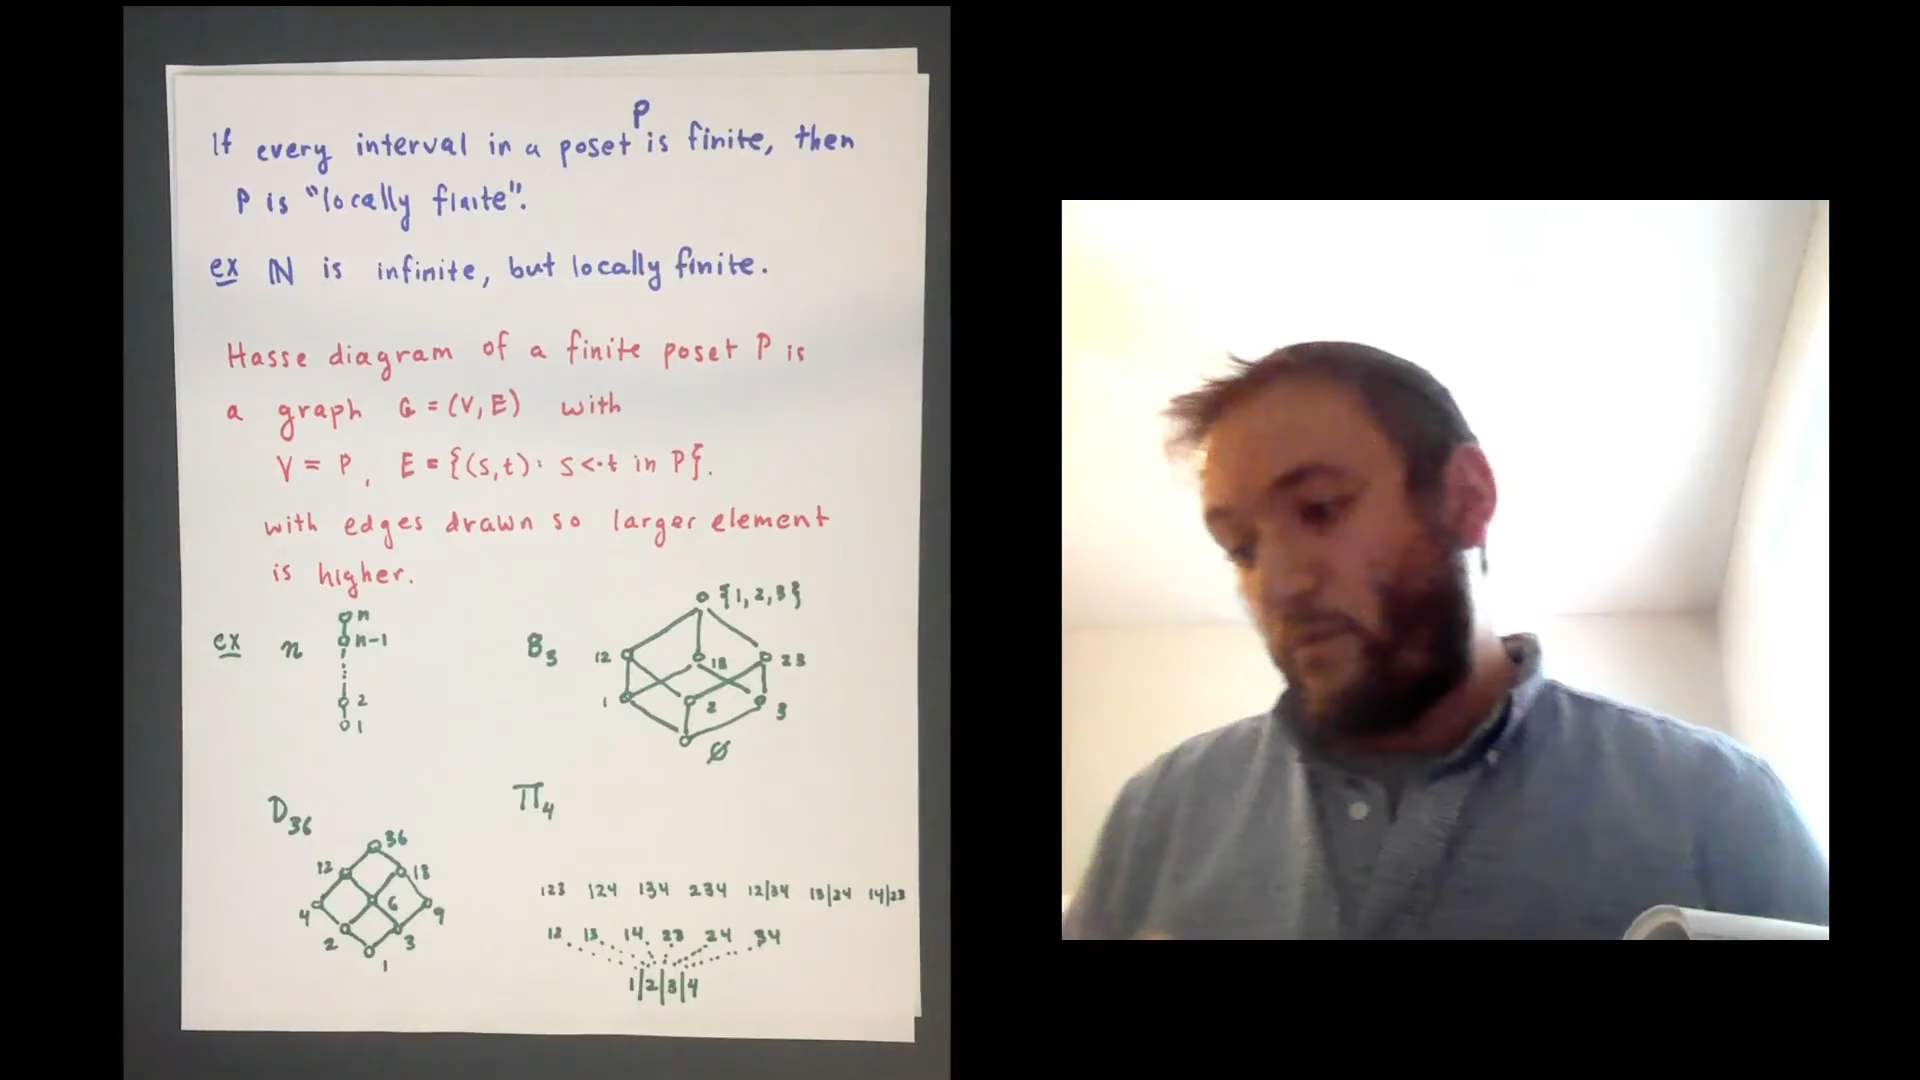 If every interval in a poset P is finite, then
P is "locally finite".
ex ℕ is infinite, but locally finite.
Hasse diagram of a finite poset P is
a graph G = (V, E) with
V = P, E = {(s,t): s <· t in P}.
with edges drawn so larger element
is higher.
ex n
n
n-1
2
1
B3
{1, 2, 3}
12 13 23
1 2 3
∅
D36
36
12 18
4 6 9
2 3
1
Π4
123 124 134 234 12|34 13|24 14|23
12 13 14 23 24 34
1|2|3|4